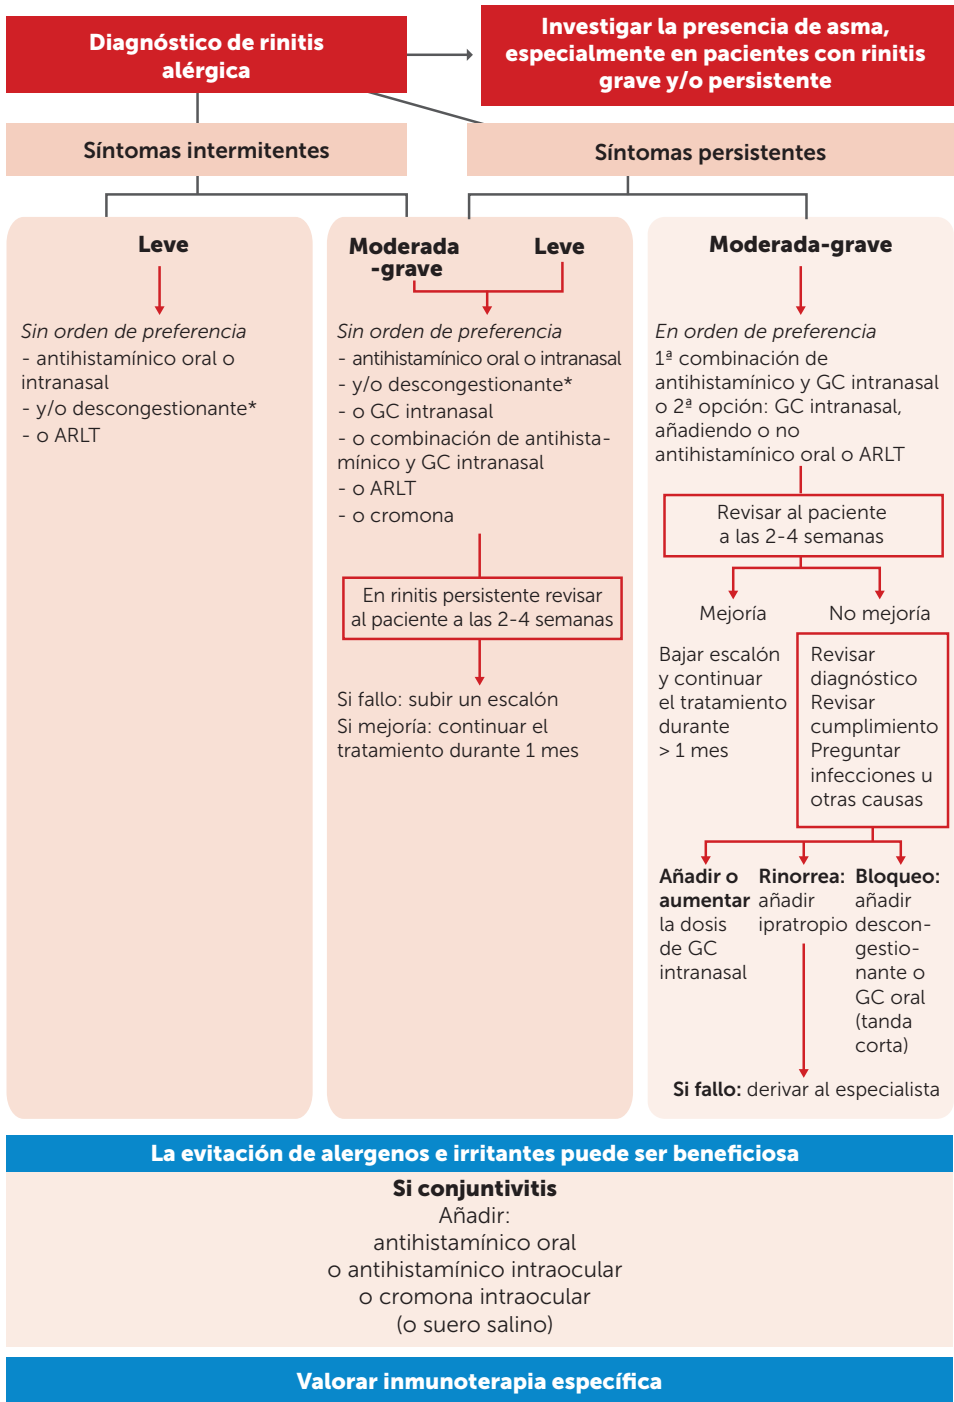 Diagnóstico de rinitis
alérgica
Investigar la presencia de asma,
especialmente en pacientes con rinitis
grave y/o persistente
Síntomas intermitentes
Síntomas persistentes
Leve
Sin orden de preferencia
- antihistamínico oral o
intranasal
- y/o descongestionante*
- o ARLT
Moderada
-grave
Leve
Sin orden de preferencia
- antihistamínico oral o intranasal
- y/o descongestionante*
- o GC intranasal
- o combinación de antihista-
mínico y GC intranasal
- o ARLT
- o cromona
En rinitis persistente revisar
al paciente a las 2-4 semanas
Si fallo: subir un escalón
Si mejoría: continuar el
tratamiento durante 1 mes
Moderada-grave
En orden de preferencia
1ª combinación de
antihistamínico y GC intranasal
o 2ª opción: GC intranasal,
añadiendo o no
antihistamínico oral o ARLT
Revisar al paciente
a las 2-4 semanas
Mejoría
Bajar escalón
y continuar
el tratamiento
durante
> 1 mes
No mejoría
Revisar
diagnóstico
Revisar
cumplimiento
Preguntar
infecciones u
otras causas
Añadir o
aumentar
la dosis
de GC
intranasal
Rinorrea:
añadir
ipratropio
Bloqueo:
añadir
descon-
gestio-
nante o
GC oral
(tanda
corta)
Si fallo: derivar al especialista
La evitación de alergenos e irritantes puede ser beneficiosa
Si conjuntivitis
Añadir:
antihistamínico oral
o antihistamínico intraocular
o cromona intraocular
(o suero salino)
Valorar inmunoterapia específica